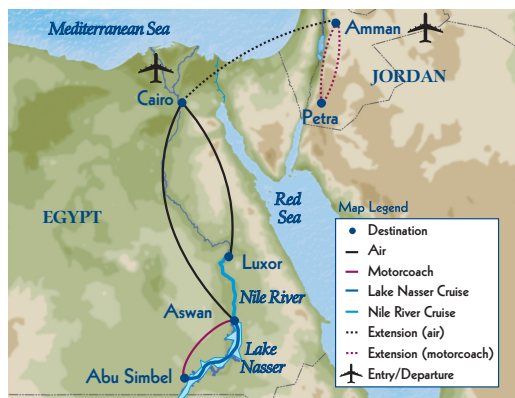 Mediterranean Sea
Amman
JORDAN
Cairo
Petra
Red
Sea
EGYPT
Luxor
Nile River
Aswan
Lake
Nasser
Abu Simbel
Map Legend
Destination
Air
Motorcoach
Lake Nasser Cruise
Nile River Cruise
Extension (air)
Extension (motorcoach)
Entry/Departure